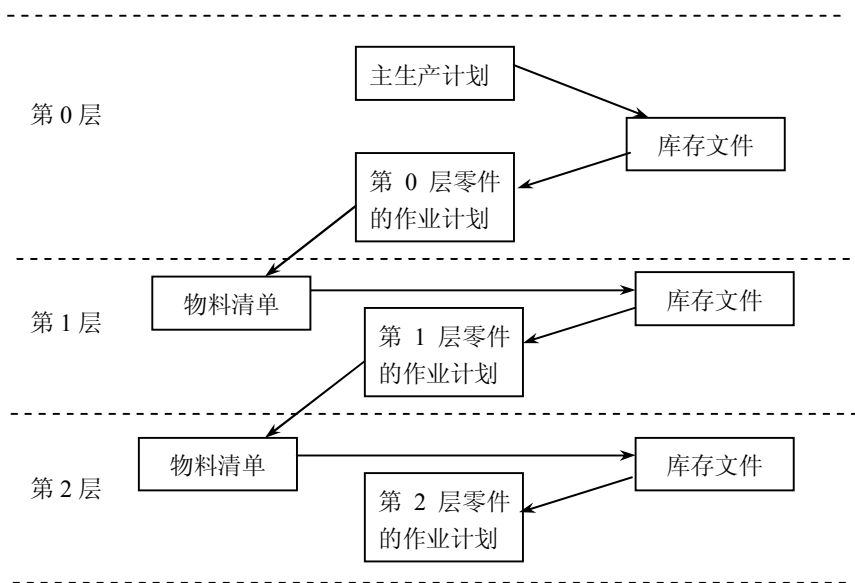 主生产计划
第 0 层
库存文件
第 0 层零件
的作业计划
物料清单
库存文件
第 1 层
第 1 层零件
的作业计划
物料清单
库存文件
第 2 层
第 2 层零件
的作业计划